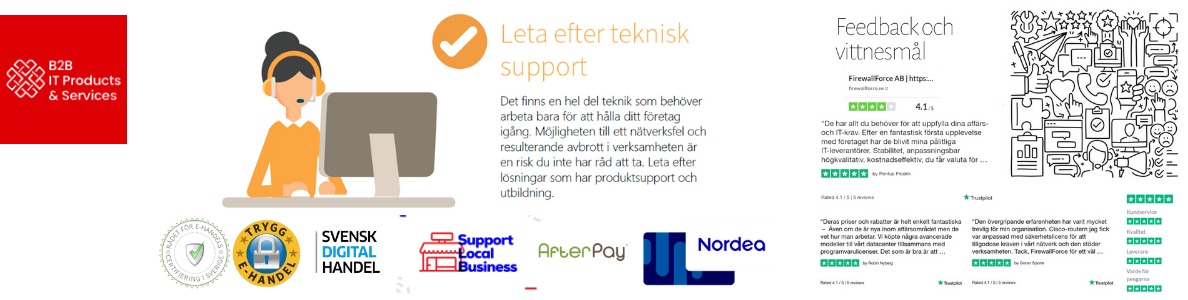 B2B
IT Products
& Services
Leta efter teknisk
support
Det finns en hel del teknik som behöver
arbeta bara för att hålla ditt företag
igång. Möjligheten till ett nätverksfel och
resulterande avbrott i verksamheten är
en risk du inte har råd att ta. Leta efter
lösningar som har produktsupport och
utbildning.
RÅDET FÖR E-HANDELS
CERTIFIERING I SVERIGE
TRYGG
E-HANDEL
SVENSK
DIGITAL
HANDEL
Support
Local
Business
AfterPay
Nordea
Feedback och
vittnesmål
FirewallForce AB | https:...
firewallforce.se
4.1 /5
"De har allt du behöver för att uppfylla dina affärs-
och IT-krav. Efter en fantastisk första upplevelse
med företaget har de blivit mina pålitliga
IT-leverantörer. Stabilitet, anpassningsbar
högkvalitativ, kostnadseffektiv, du får valuta för ...
by Pontus Fredrik
Rated 4.1 / 5 | 5 reviews
Trustpilot
"Deras priser och rabatter är helt enkelt fantastiska
– Även om de är nya inom affärsområdet men de
vet hur man arbetar. Vi köpte några avancerade
modeller till vårt datacenter tillsammans med
programvarulicenser. Det som är bra är att ...
by Robin Nyberg
Rated 4.1 / 5 | 5 reviews
Trustpilot
"Den övergripande erfarenheten har varit mycket
trevlig för min organisation. Cisco-routern jag fick
var anpassad med säkerhetslicens för att
tillgodose kraven i vårt nätverk och den stöder
verksamheten. Tack, FirewallForce för ett väl ...
by Göran
Rated 4.1 / 5 | 5 reviews
Trustpilot
Kundservice
Kvalitet
Leverans
Värde för
pengarna